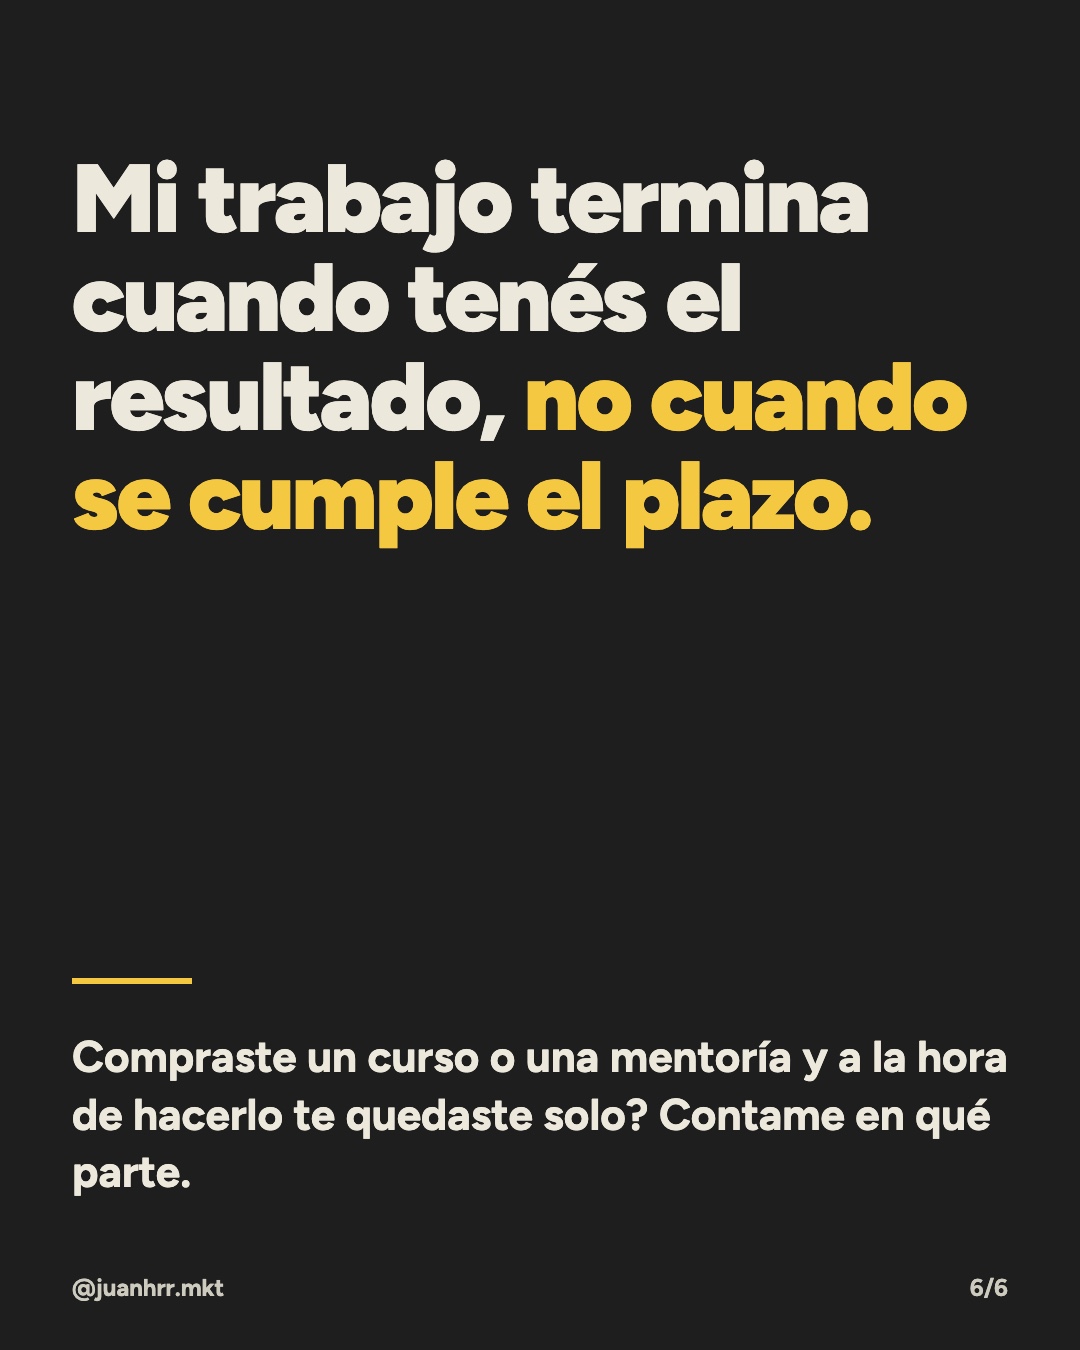 Mi trabajo termina
cuando tenés el
resultado, no cuando
se cumple el plazo.
Compraste un curso o una mentoría y a la hora
de hacerlo te quedaste solo? Contame en qué
parte.
@juanhrr.mkt
6/6